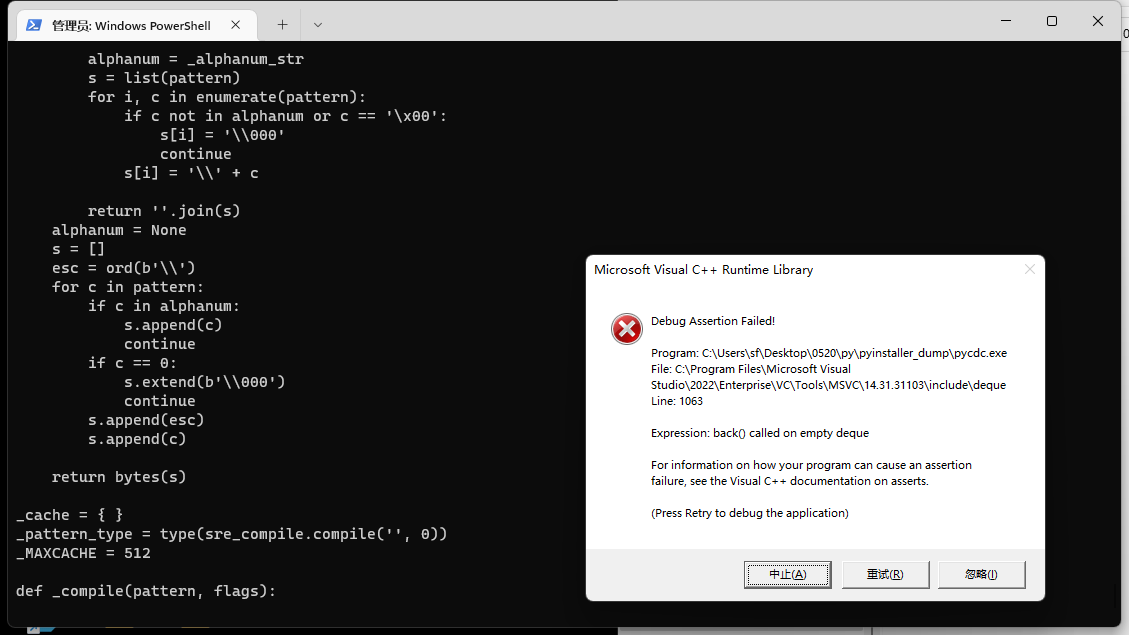 管理员: Windows PowerShell
        alphanum = _alphanum_str
        s = list(pattern)
        for i, c in enumerate(pattern):
            if c not in alphanum or c == '\x00':
                s[i] = '\\000'
                continue
            s[i] = '\\' + c

        return ''.join(s)
    alphanum = None
    s = []
    esc = ord(b'\\')
    for c in pattern:
        if c in alphanum:
            s.append(c)
            continue
        if c == 0:
            s.extend(b'\\000')
            continue
        s.append(esc)
        s.append(c)

    return bytes(s)

_cache = { }
_pattern_type = type(sre_compile.compile('', 0))
_MAXCACHE = 512

def _compile(pattern, flags):
Microsoft Visual C++ Runtime Library
Debug Assertion Failed!
Program: C:\Users\sf\Desktop\0520\py\pyinstaller_dump\pycdc.exe
File: C:\Program Files\Microsoft Visual
Studio\2022\Enterprise\VC\Tools\MSVC\14.31.31103\include\deque
Line: 1063
Expression: back() called on empty deque
For information on how your program can cause an assertion
failure, see the Visual C++ documentation on asserts.
(Press Retry to debug the application)
中止(A)
重试(R)
忽略(I)